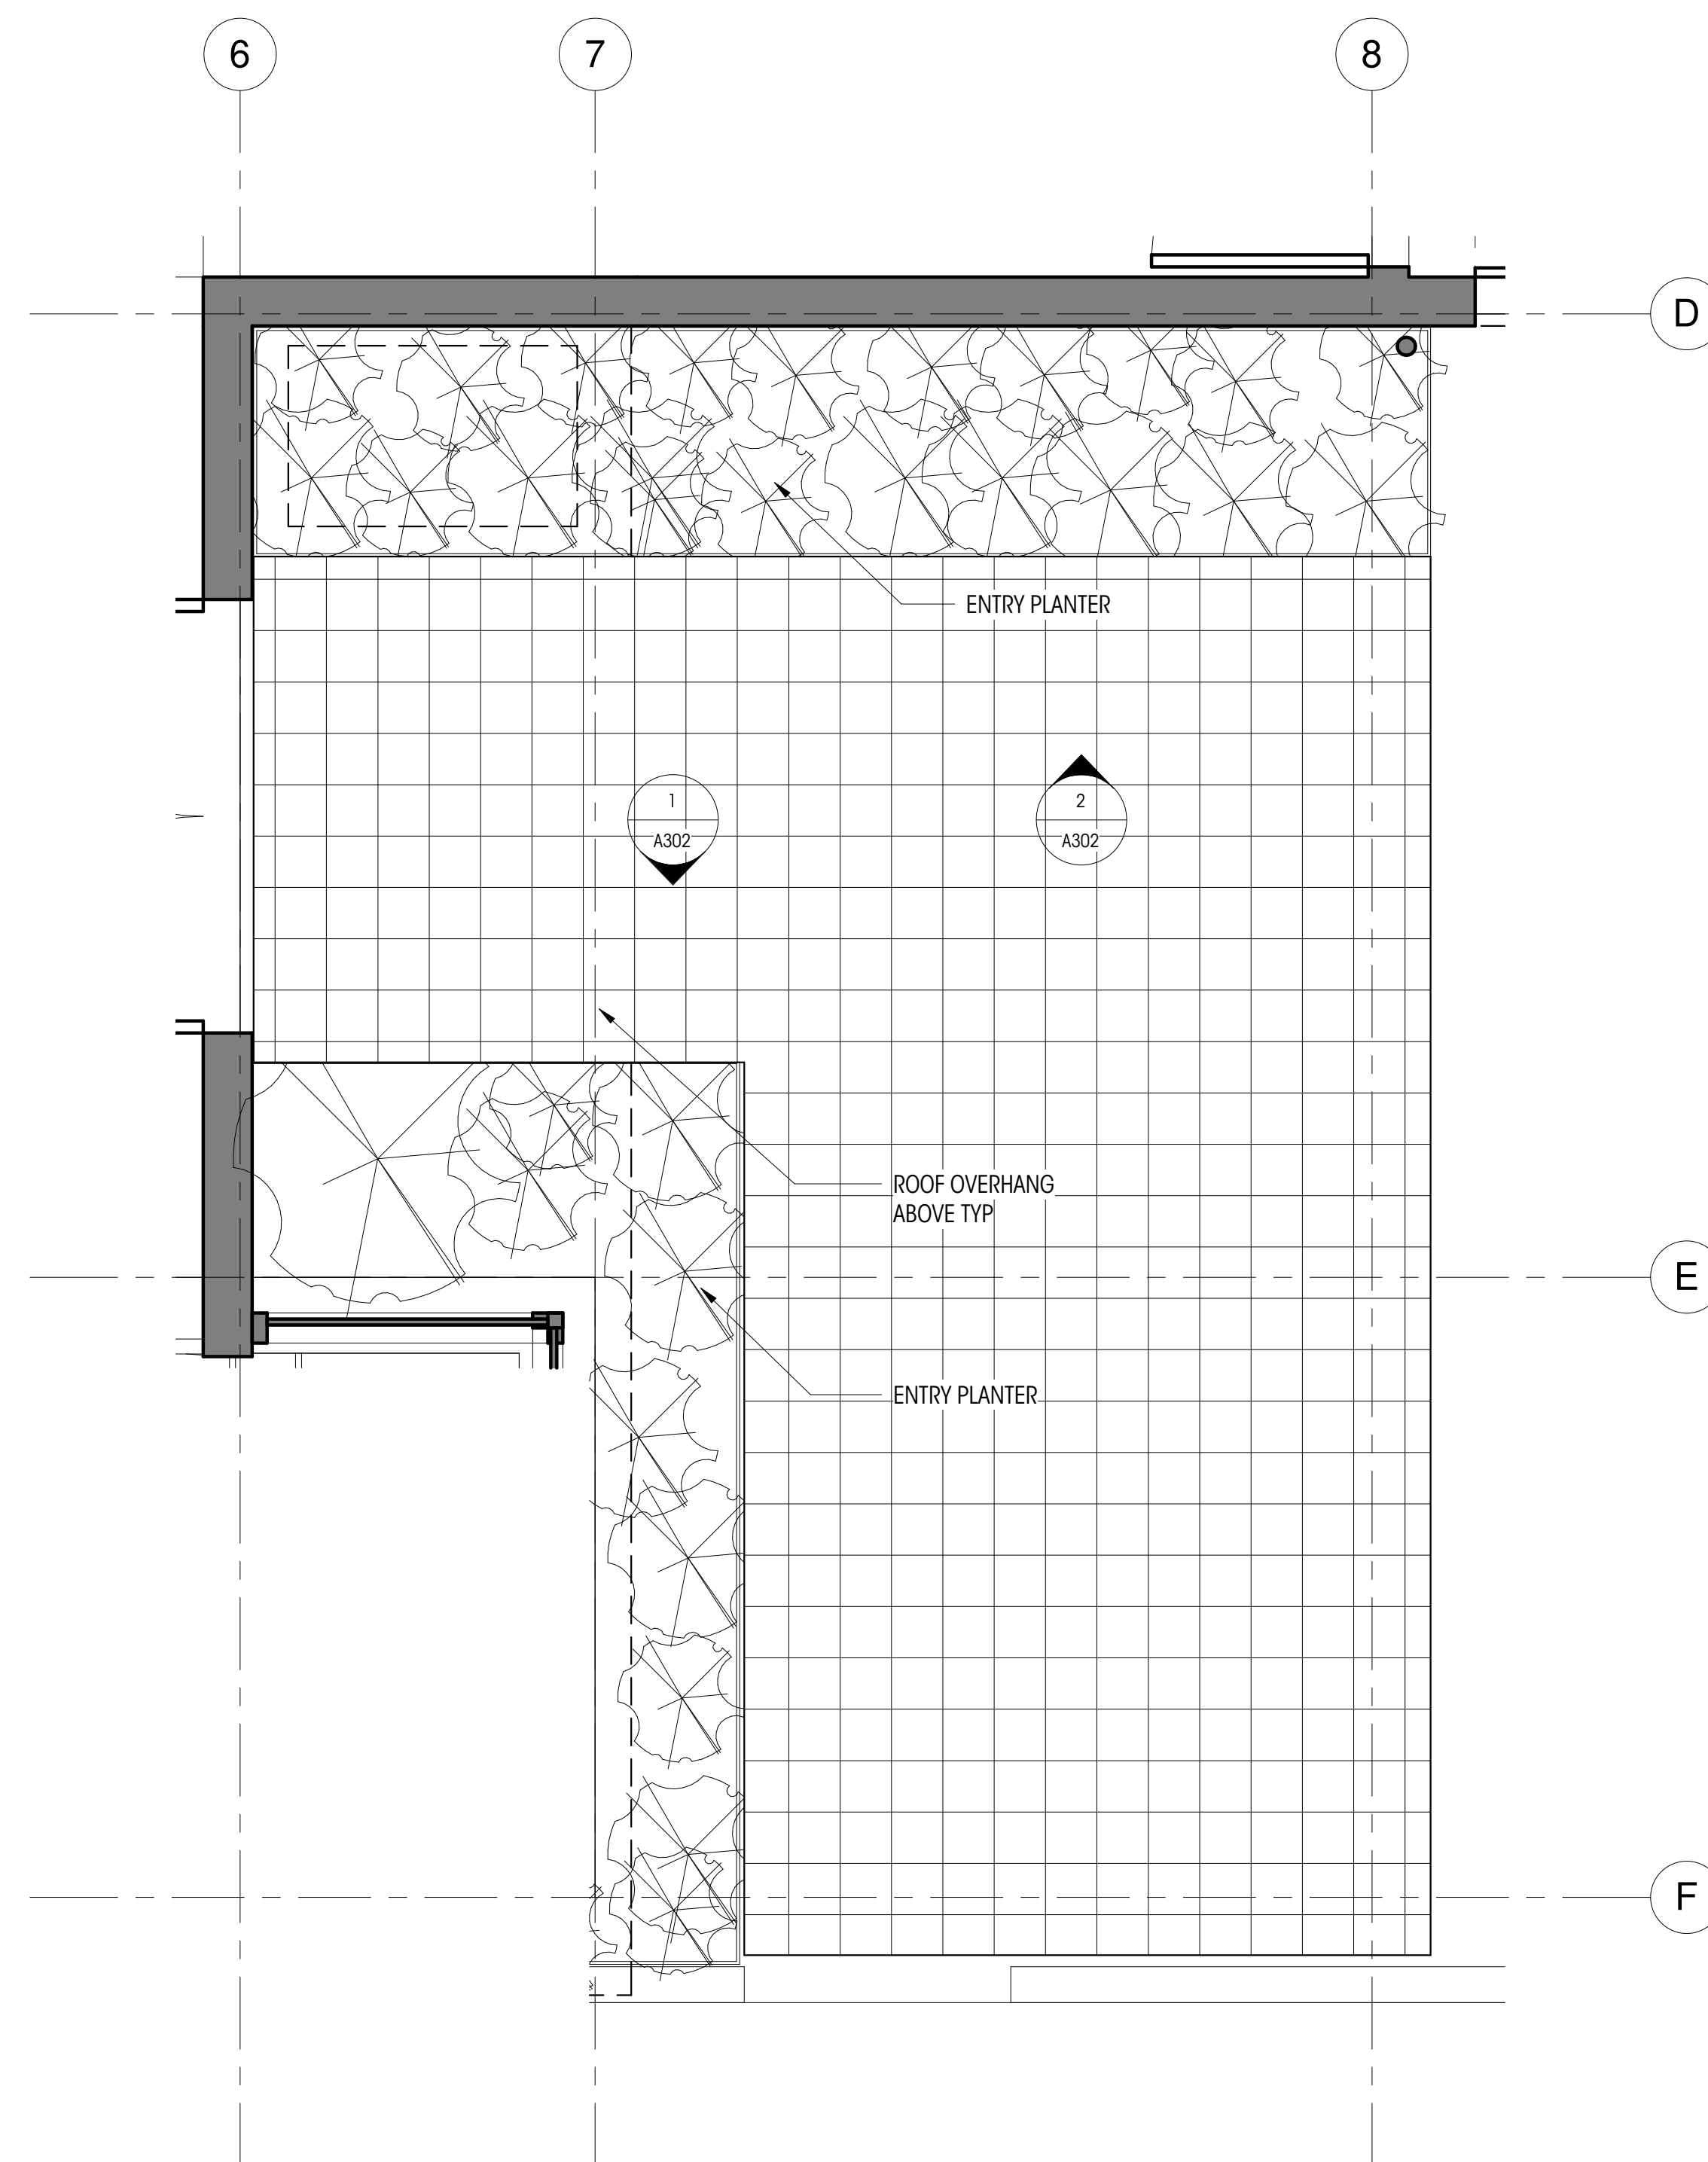 6
7
8
D
ENTRY PLANTER
1
A302
2
A302
ROOF OVERHANG
ABOVE TYP
E
ENTRY PLANTER
F